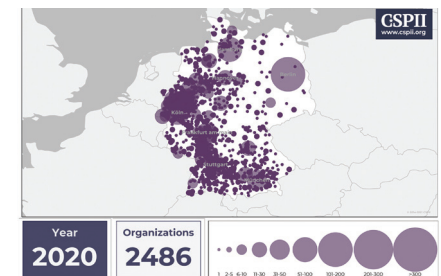 CSPII
www.cspii.org
Köln
Stuttgart
Year
2020
Organizations
2486
1 2-5 6-10 11-30 31-50 51-100 101-200 201-300 >300